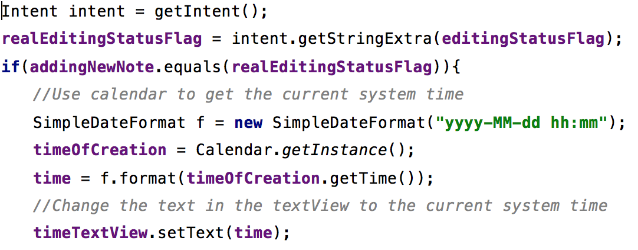 Intent intent = getIntent();
realEditingStatusFlag = intent.getStringExtra(editingStatusFlag);
if(addingNewNote.equals(realEditingStatusFlag)){
    //Use calendar to get the current system time
    SimpleDateFormat f = new SimpleDateFormat("yyyy-MM-dd hh:mm");
    timeOfCreation = Calendar.getInstance();
    time = f.format(timeOfCreation.getTime());
    //Change the text in the textView to the current system time
    timeTextView.setText(time);